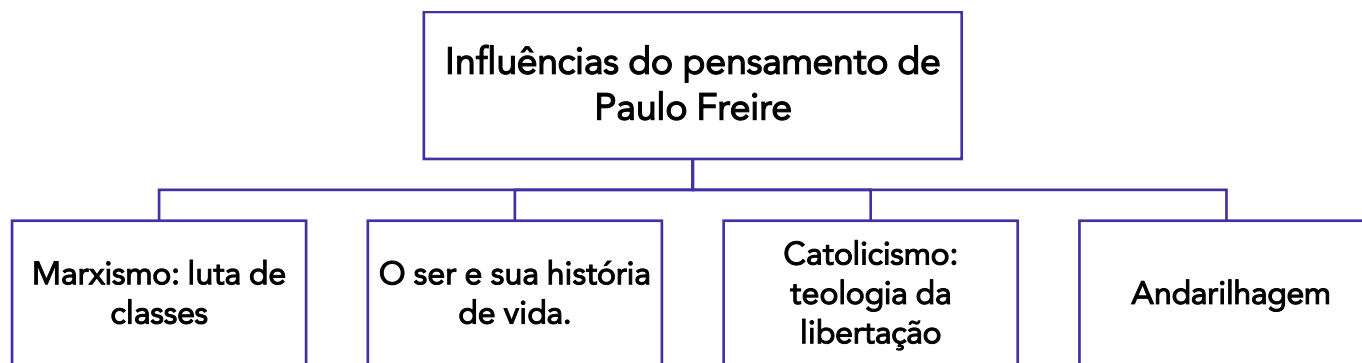 Influências do pensamento de
Paulo Freire
Marxismo: luta de
classes
O ser e sua história
de vida.
Catolicismo:
teologia da
libertação
Andarilhagem